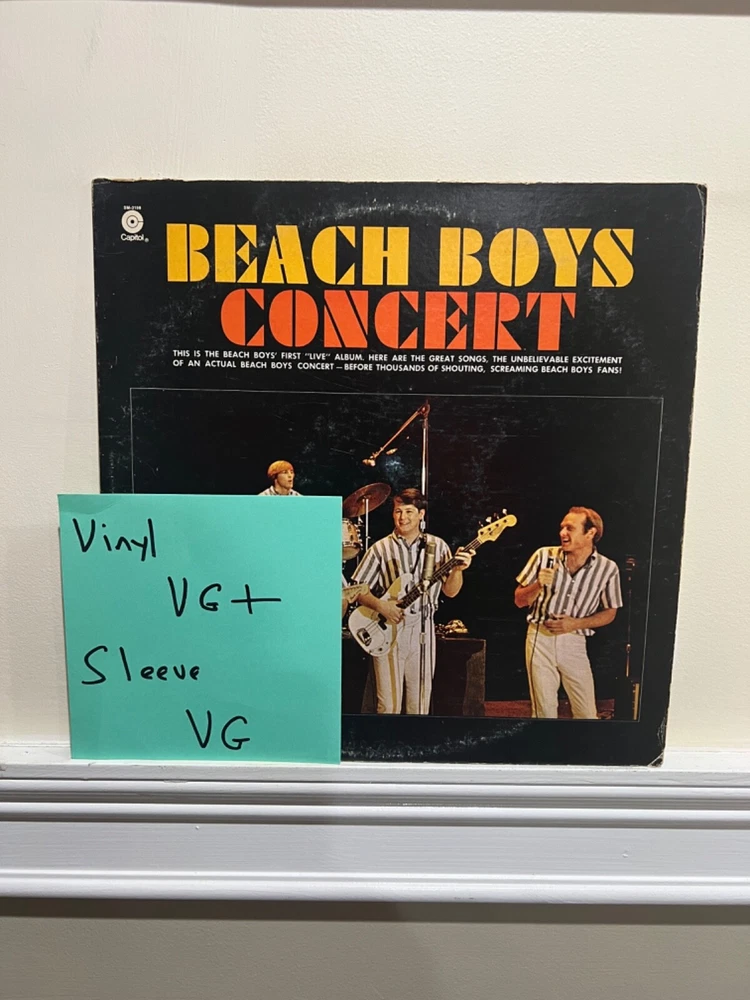 SM-2198
Capitol®
BEACH BOYS
CONCERT
THIS IS THE BEACH BOYS' FIRST "LIVE" ALBUM. HERE ARE THE GREAT SONGS, THE UNBELIEVABLE EXCITEMENT
OF AN ACTUAL BEACH BOYS CONCERT — BEFORE THOUSANDS OF SHOUTING, SCREAMING BEACH BOYS FANS!
Vinyl
VG+
Sleeve
VG